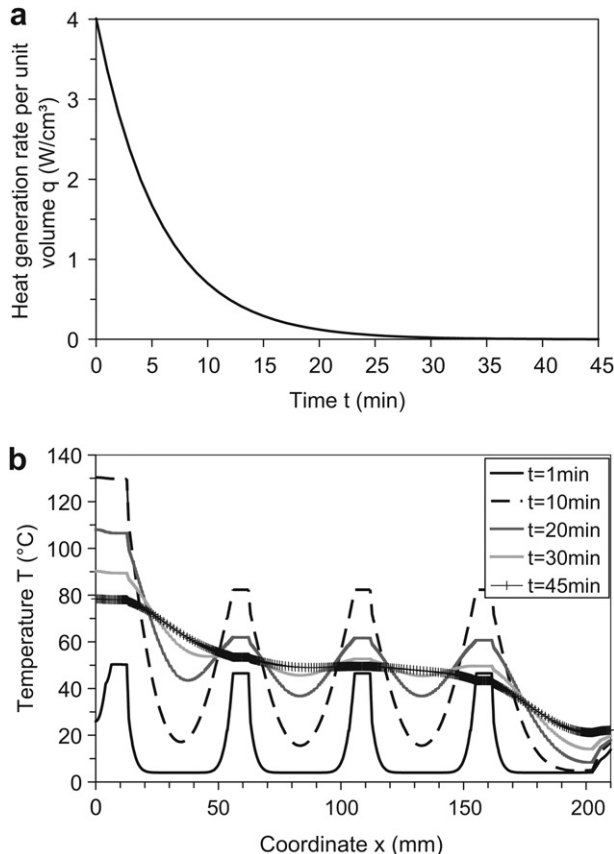 a
Heat generation rate per unit
volume q (W/cm³)
4
3
2
1
0
0 5 10 15 20 25 30 35 40 45
Time t (min)
b
Temperature T (°C)
140
120
100
80
60
40
20
0
t=1min
t=10min
t=20min
t=30min
t=45min
0 50 100 150 200
Coordinate x (mm)